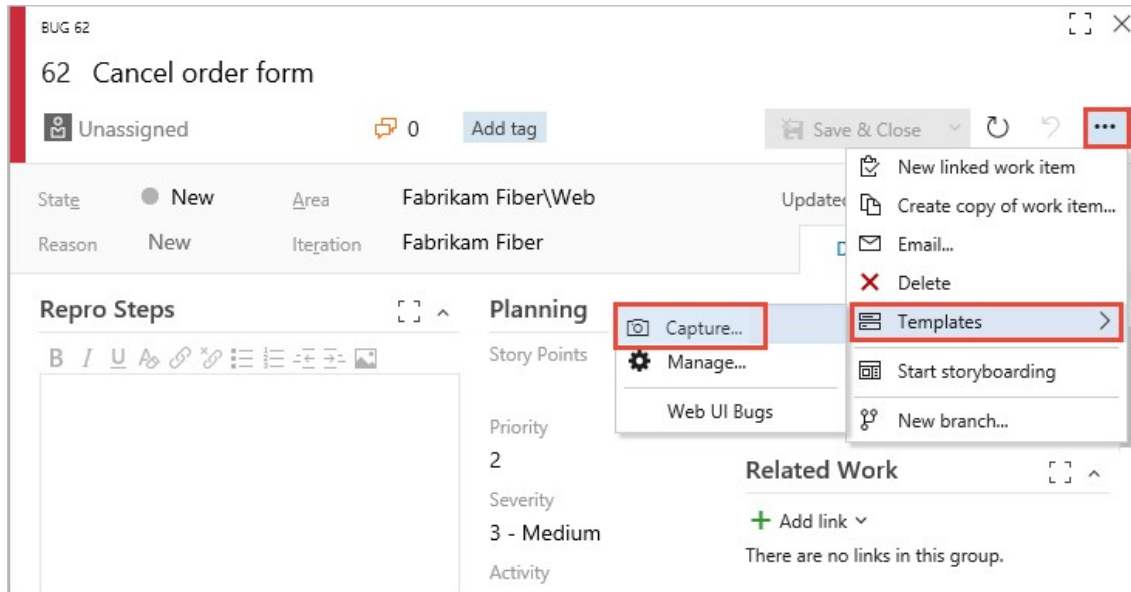 BUG 62
62 Cancel order form
Unassigned 0 Add tag Save & Close
State New Area Fabrikam Fiber\Web Updated
Reason New Iteration Fabrikam Fiber
New linked work item
Create copy of work item...
Email...
Delete
Templates
Start storyboarding
New branch...
Capture...
Manage...
Web UI Bugs
Repro Steps
B I U
Planning
Story Points
Priority
2
Severity
3 - Medium
Activity
Related Work
Add link
There are no links in this group.